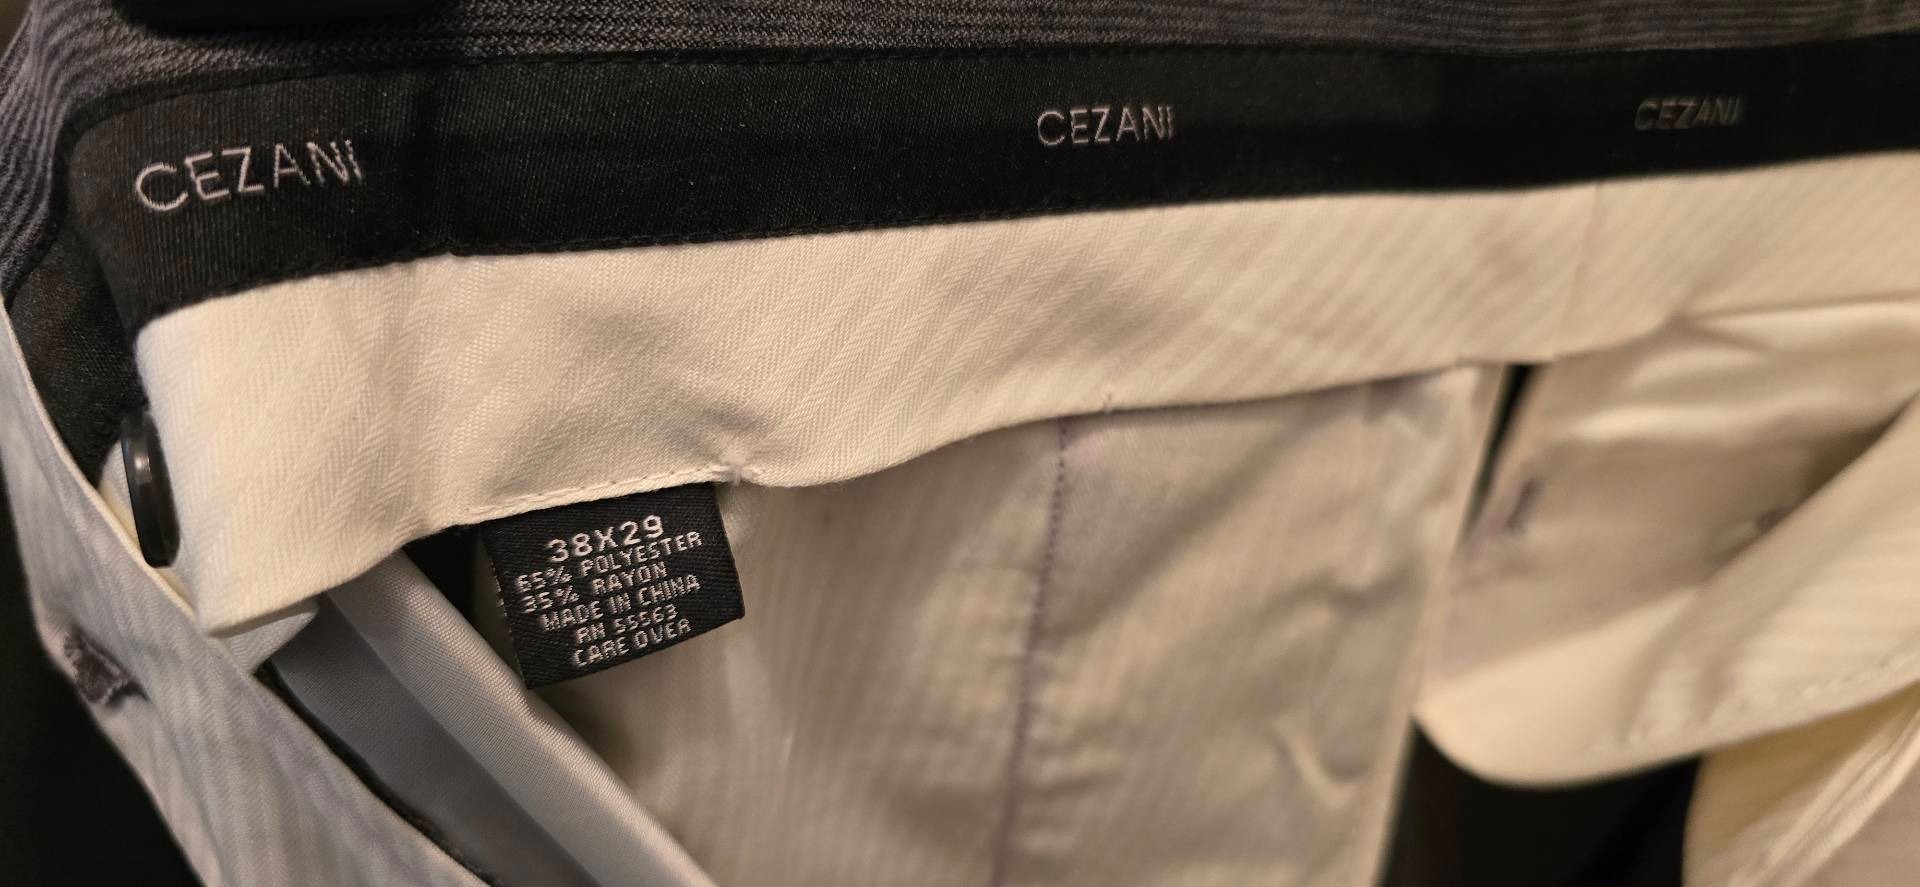 CEZANI
CEZANI
CEZANI
38X29
65% POLYESTER
35% RAYON
MADE IN CHINA
RN 55563
CARE OVER